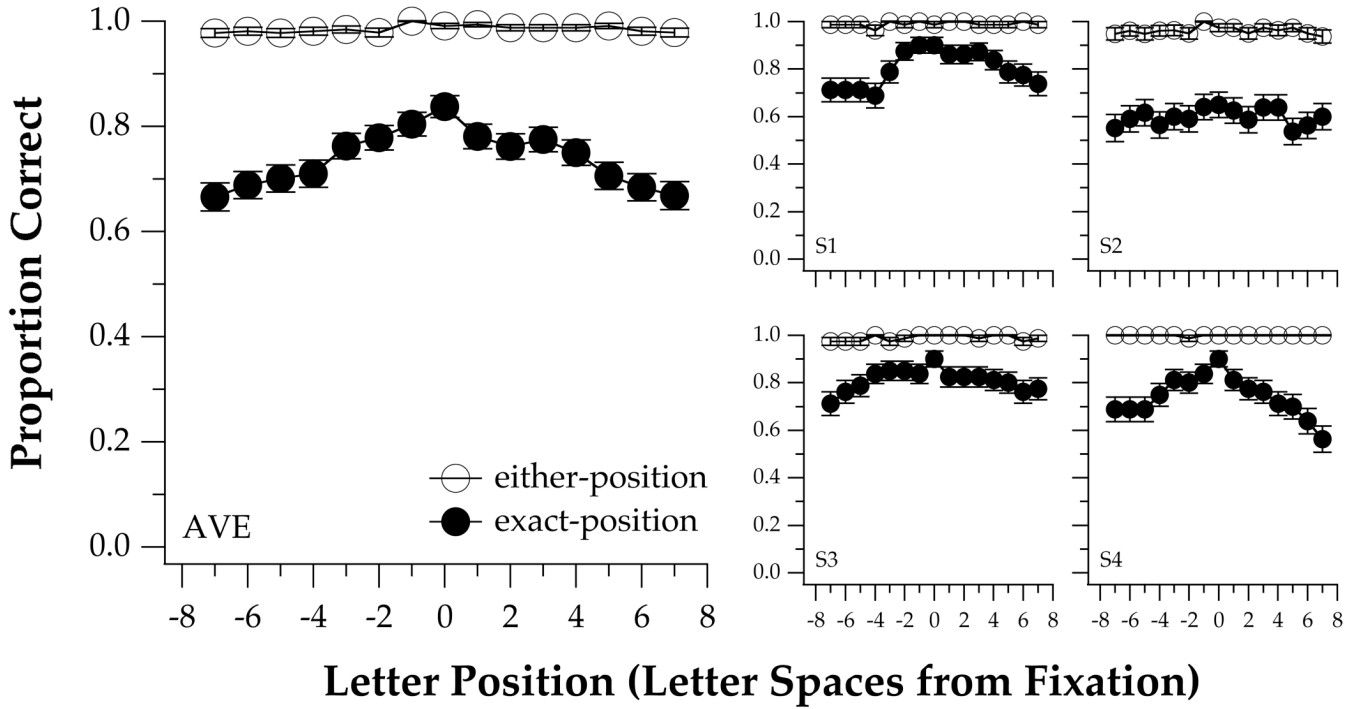 Proportion Correct
1.0
0.8
0.6
0.4
0.2
0.0
AVE
either-position
exact-position
-8 -6 -4 -2 0 2 4 6 8
1.0
0.8
0.6
0.4
0.2
0.0
S1
S2
1.0
0.8
0.6
0.4
0.2
0.0
S3
S4
-8 -6 -4 -2 0 2 4 6 8
-8 -6 -4 -2 0 2 4 6 8
Letter Position (Letter Spaces from Fixation)